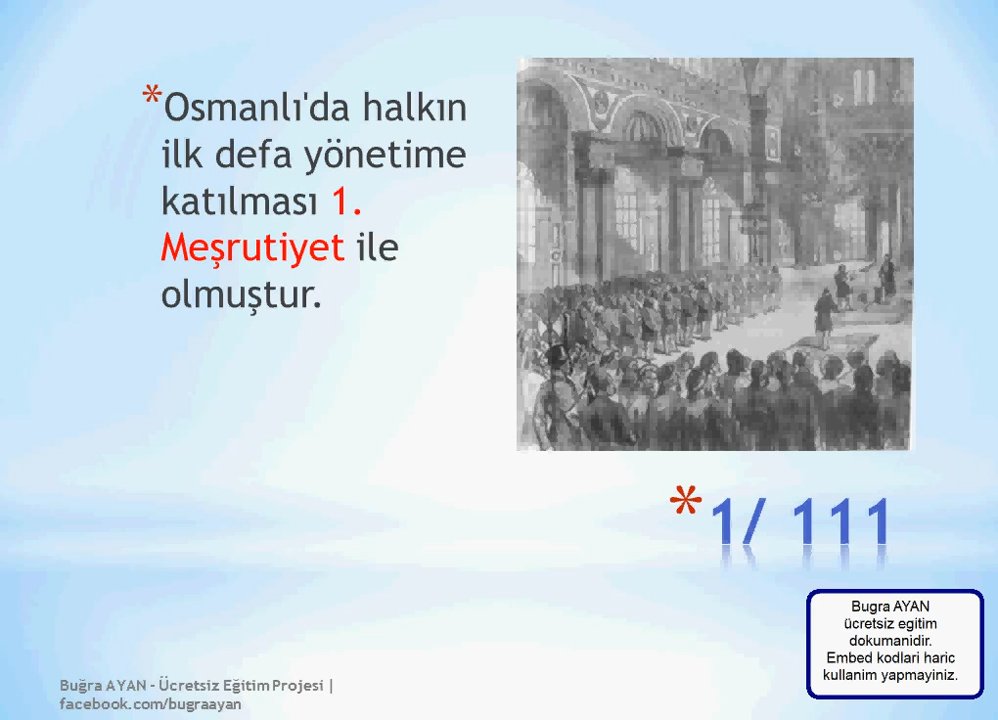 *Osmanlı'da halkın
ilk defa yönetime
katılması 1.
Meşrutiyet ile
olmuştur.
*1/ 111
Bugra AYAN
ücretsiz egitim
dokumanidir.
Embed kodlari haric
kullanim yapmayiniz.
Buğra AYAN - Ücretsiz Eğitim Projesi |
facebook.com/bugraayan